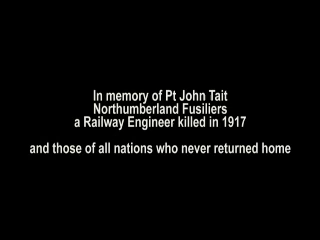 In memory of Pt John Tait
Northumberland Fusiliers
a Railway Engineer killed in 1917
and those of all nations who never returned home